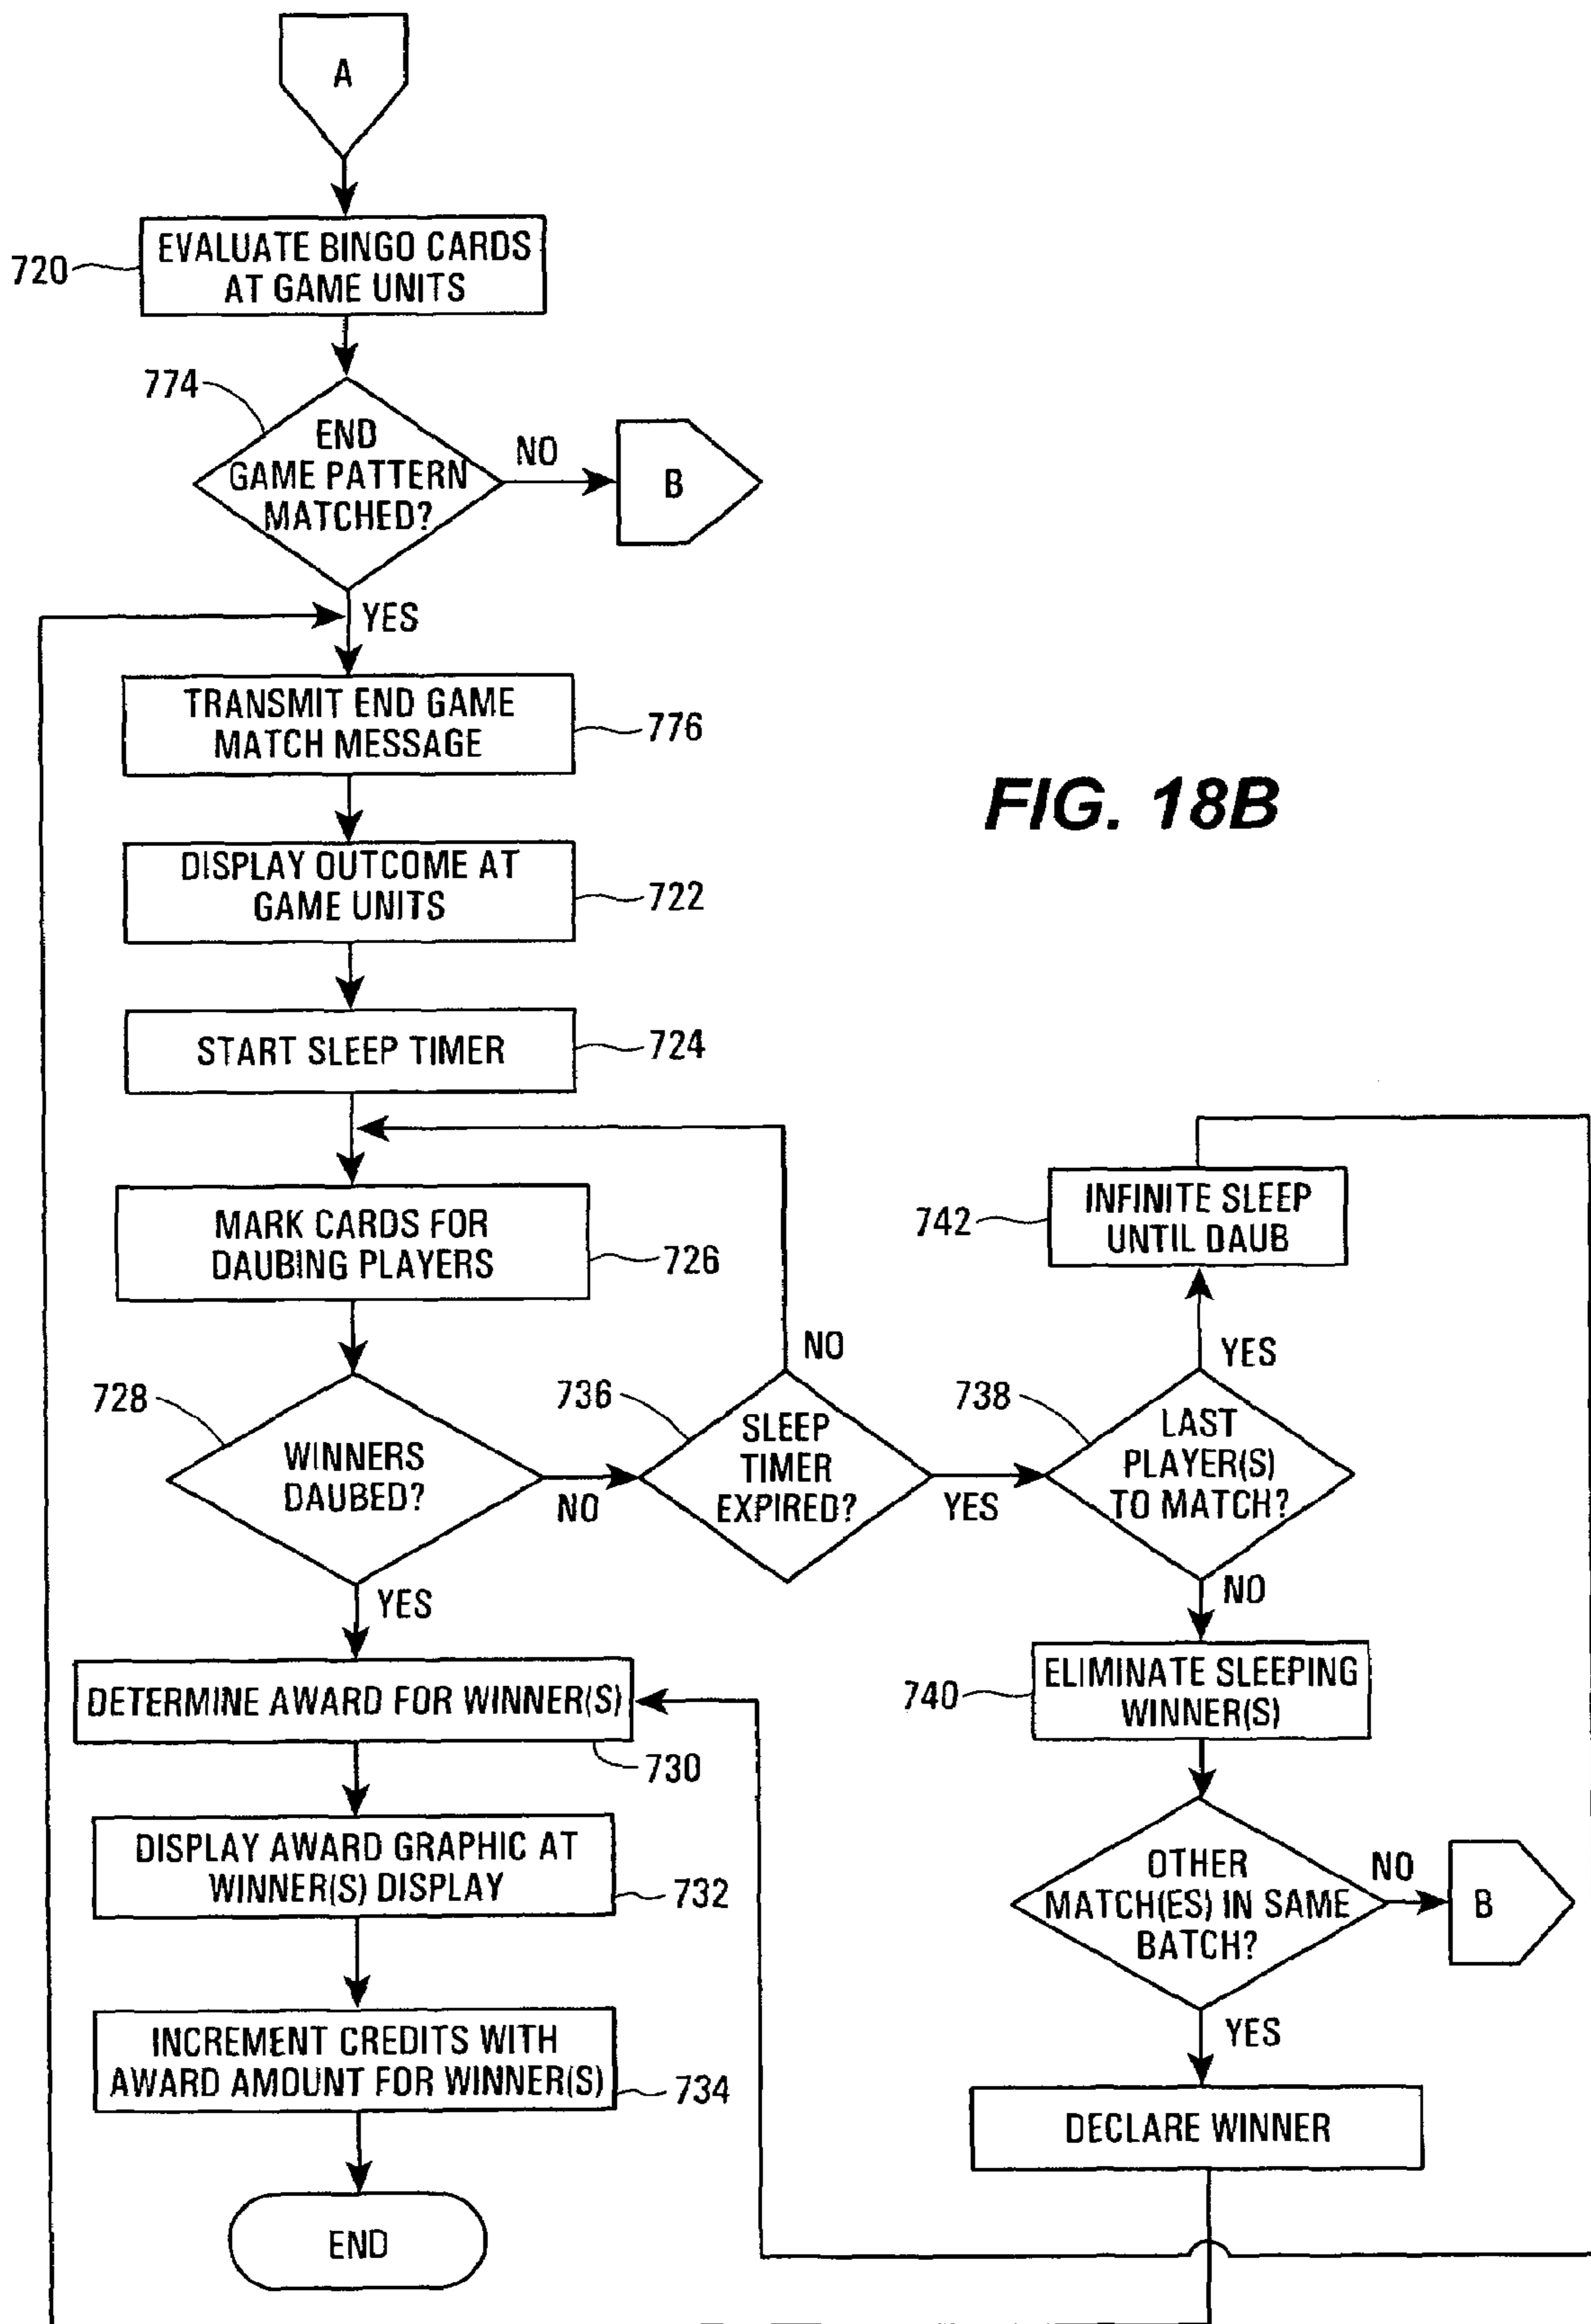 A
720
EVALUATE BINGO CARDS
AT GAME UNITS
774
END
GAME PATTERN
MATCHED?
NO
B
YES
TRANSMIT END GAME
MATCH MESSAGE
776
FIG. 18B
DISPLAY OUTCOME AT
GAME UNITS
722
START SLEEP TIMER
724
MARK CARDS FOR
DAUBING PLAYERS
726
742
INFINITE SLEEP
UNTIL DAUB
728
WINNERS
DAUBED?
NO
736
SLEEP
TIMER
EXPIRED?
NO
YES
738
LAST
PLAYER(S)
TO MATCH?
YES
NO
YES
DETERMINE AWARD FOR WINNER(S)
730
740
ELIMINATE SLEEPING
WINNER(S)
DISPLAY AWARD GRAPHIC AT
WINNER(S) DISPLAY
732
OTHER
MATCH(ES) IN SAME
BATCH?
NO
B
YES
INCREMENT CREDITS WITH
AWARD AMOUNT FOR WINNER(S)
734
DECLARE WINNER
END